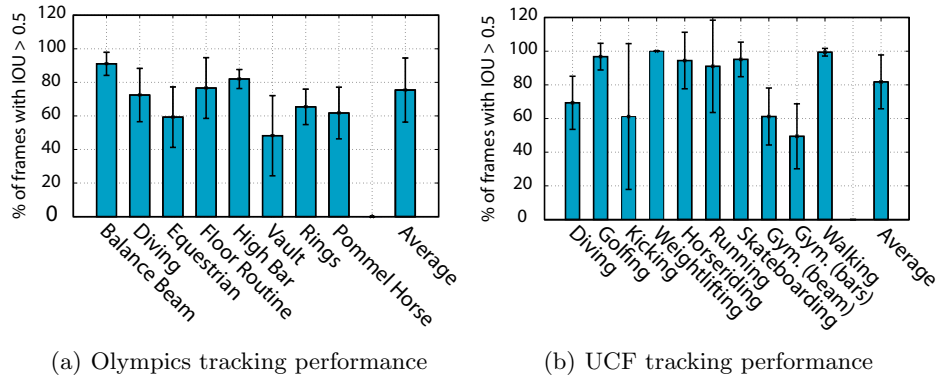 % of frames with IOU > 0.5
120
100
80
60
40
20
0
Balance Beam
Diving
Equestrian
Floor Routine
High Bar
Vault
Rings
Pommel Horse
Average
(a) Olympics tracking performance
% of frames with IOU > 0.5
120
100
80
60
40
20
0
Diving
Golfing
Kicking
Weightlifting
Horseriding
Running
Skateboarding
Gym. (beam)
Gym. (bars)
Walking
Average
(b) UCF tracking performance